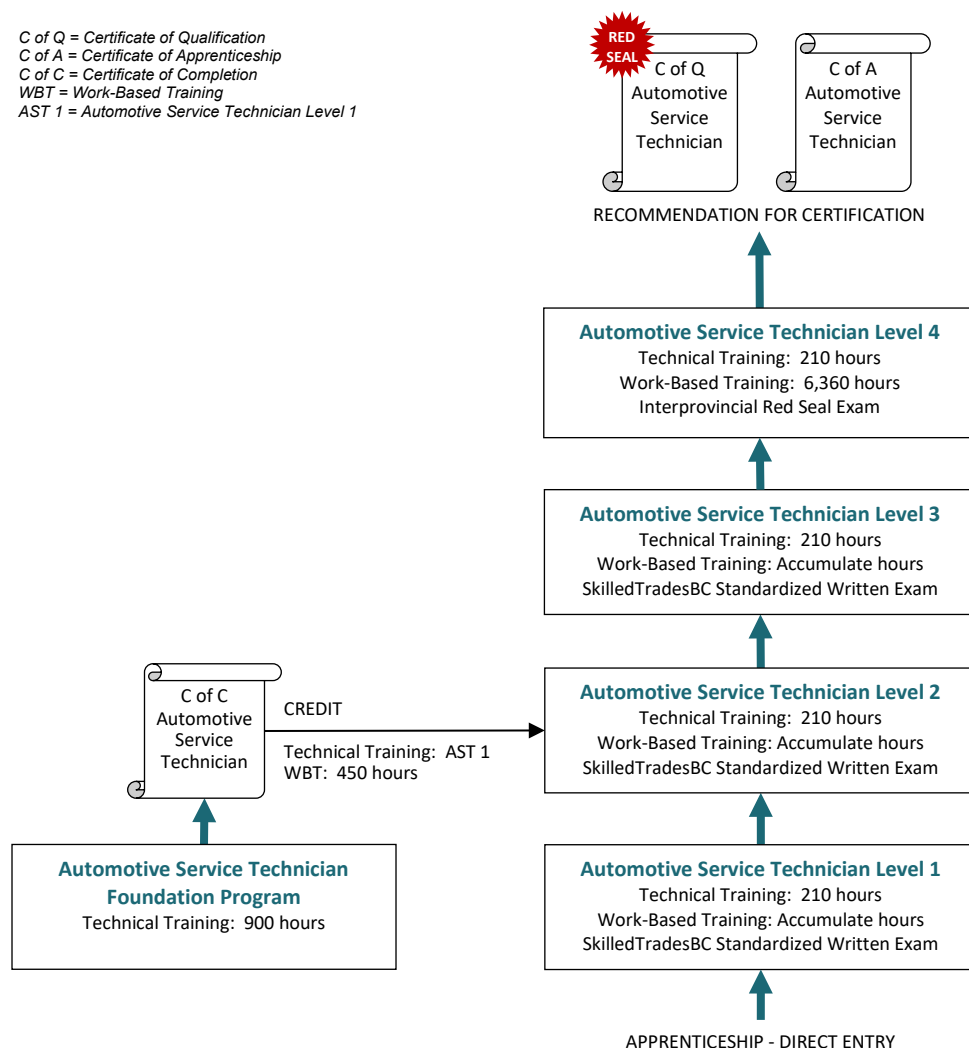 C of Q = Certificate of Qualification
C of A = Certificate of Apprenticeship
C of C = Certificate of Completion
WBT = Work-Based Training
AST 1 = Automotive Service Technician Level 1
RED
SEAL
C of Q
Automotive
Service
Technician
C of A
Automotive
Service
Technician
RECOMMENDATION FOR CERTIFICATION
Automotive Service Technician Level 4
Technical Training: 210 hours
Work-Based Training: 6,360 hours
Interprovincial Red Seal Exam
Automotive Service Technician Level 3
Technical Training: 210 hours
Work-Based Training: Accumulate hours
SkilledTradesBC Standardized Written Exam
C of C
Automotive
Service
Technician
CREDIT
Technical Training: AST 1
WBT: 450 hours
Automotive Service Technician Level 2
Technical Training: 210 hours
Work-Based Training: Accumulate hours
SkilledTradesBC Standardized Written Exam
Automotive Service Technician
Foundation Program
Technical Training: 900 hours
Automotive Service Technician Level 1
Technical Training: 210 hours
Work-Based Training: Accumulate hours
SkilledTradesBC Standardized Written Exam
APPRENTICESHIP - DIRECT ENTRY